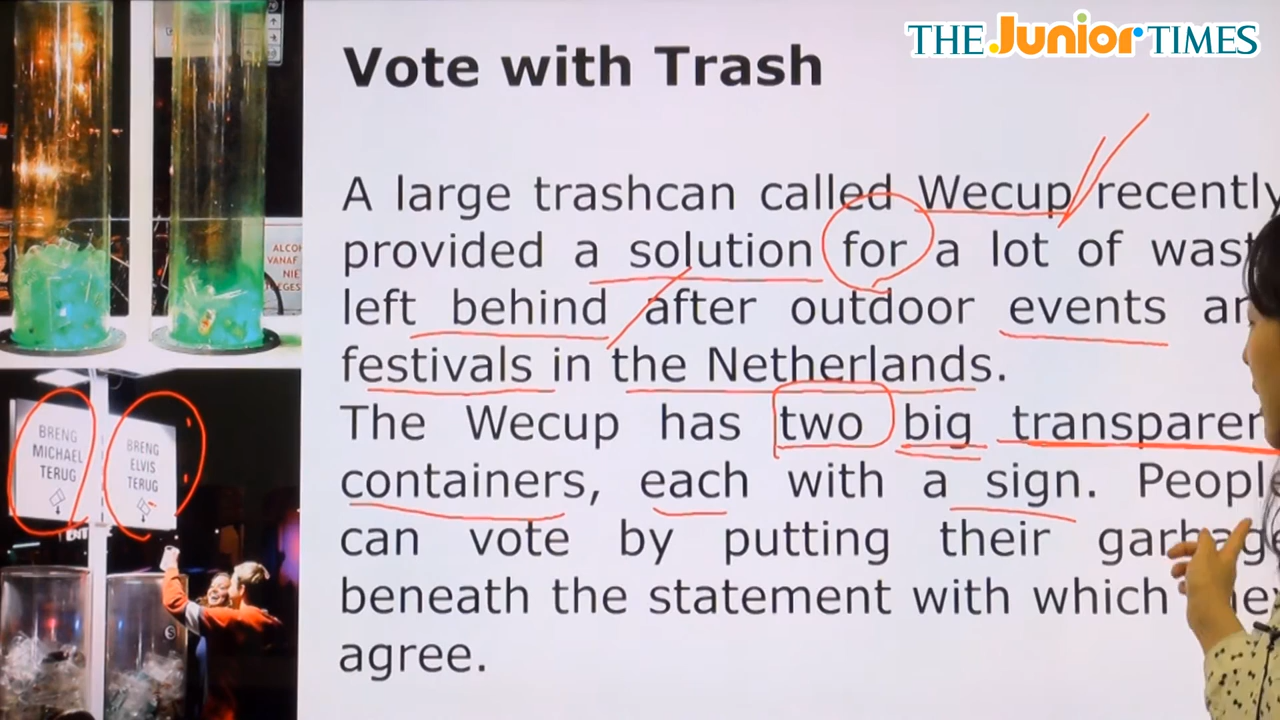 THE Junior TIMES
Vote with Trash
A large trashcan called Wecup recently
provided a solution for a lot of wast
left behind after outdoor events an
festivals in the Netherlands.
The Wecup has two big transparen
containers, each with a sign. People
can vote by putting their garbage
beneath the statement with which they
agree.
BRENG
MICHAEL
TERUG
BRENG
ELVIS
TERUG